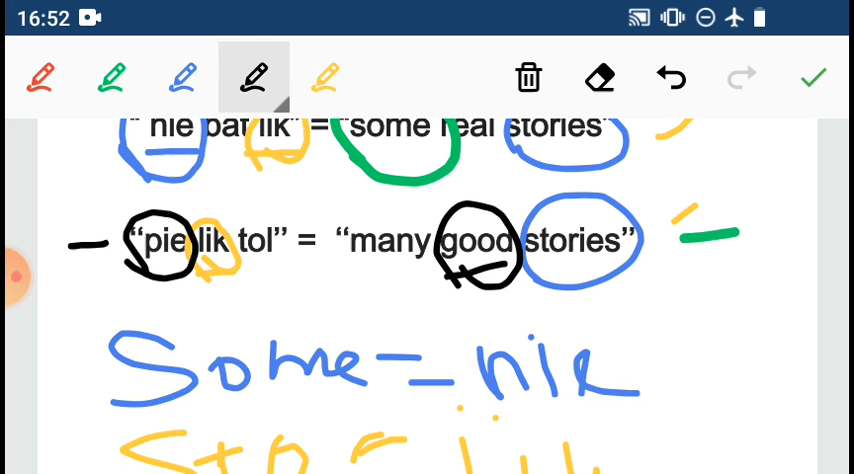 16:52
" nie pat lik" = "some real stories"
"pie lik tol" = "many good stories"
Some = nie